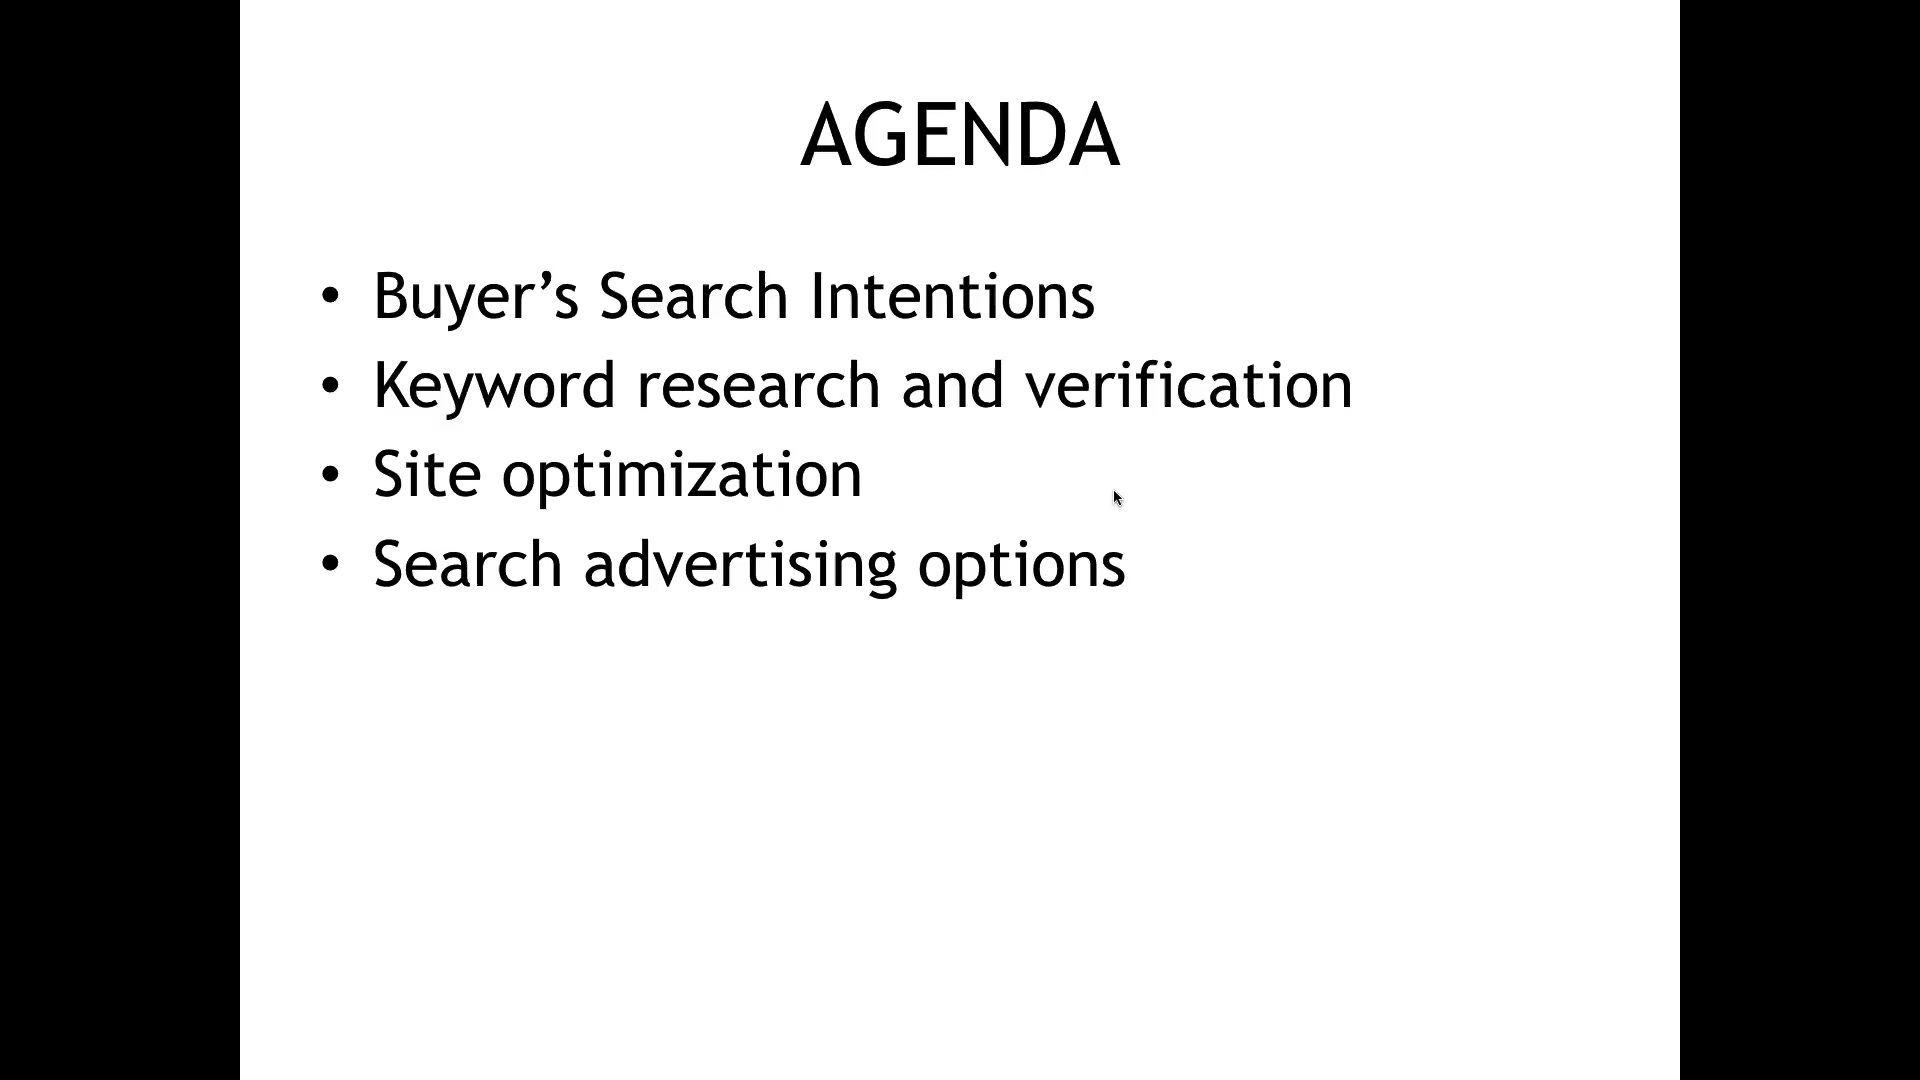 AGENDA
• Buyer’s Search Intentions
• Keyword research and verification
• Site optimization
• Search advertising options